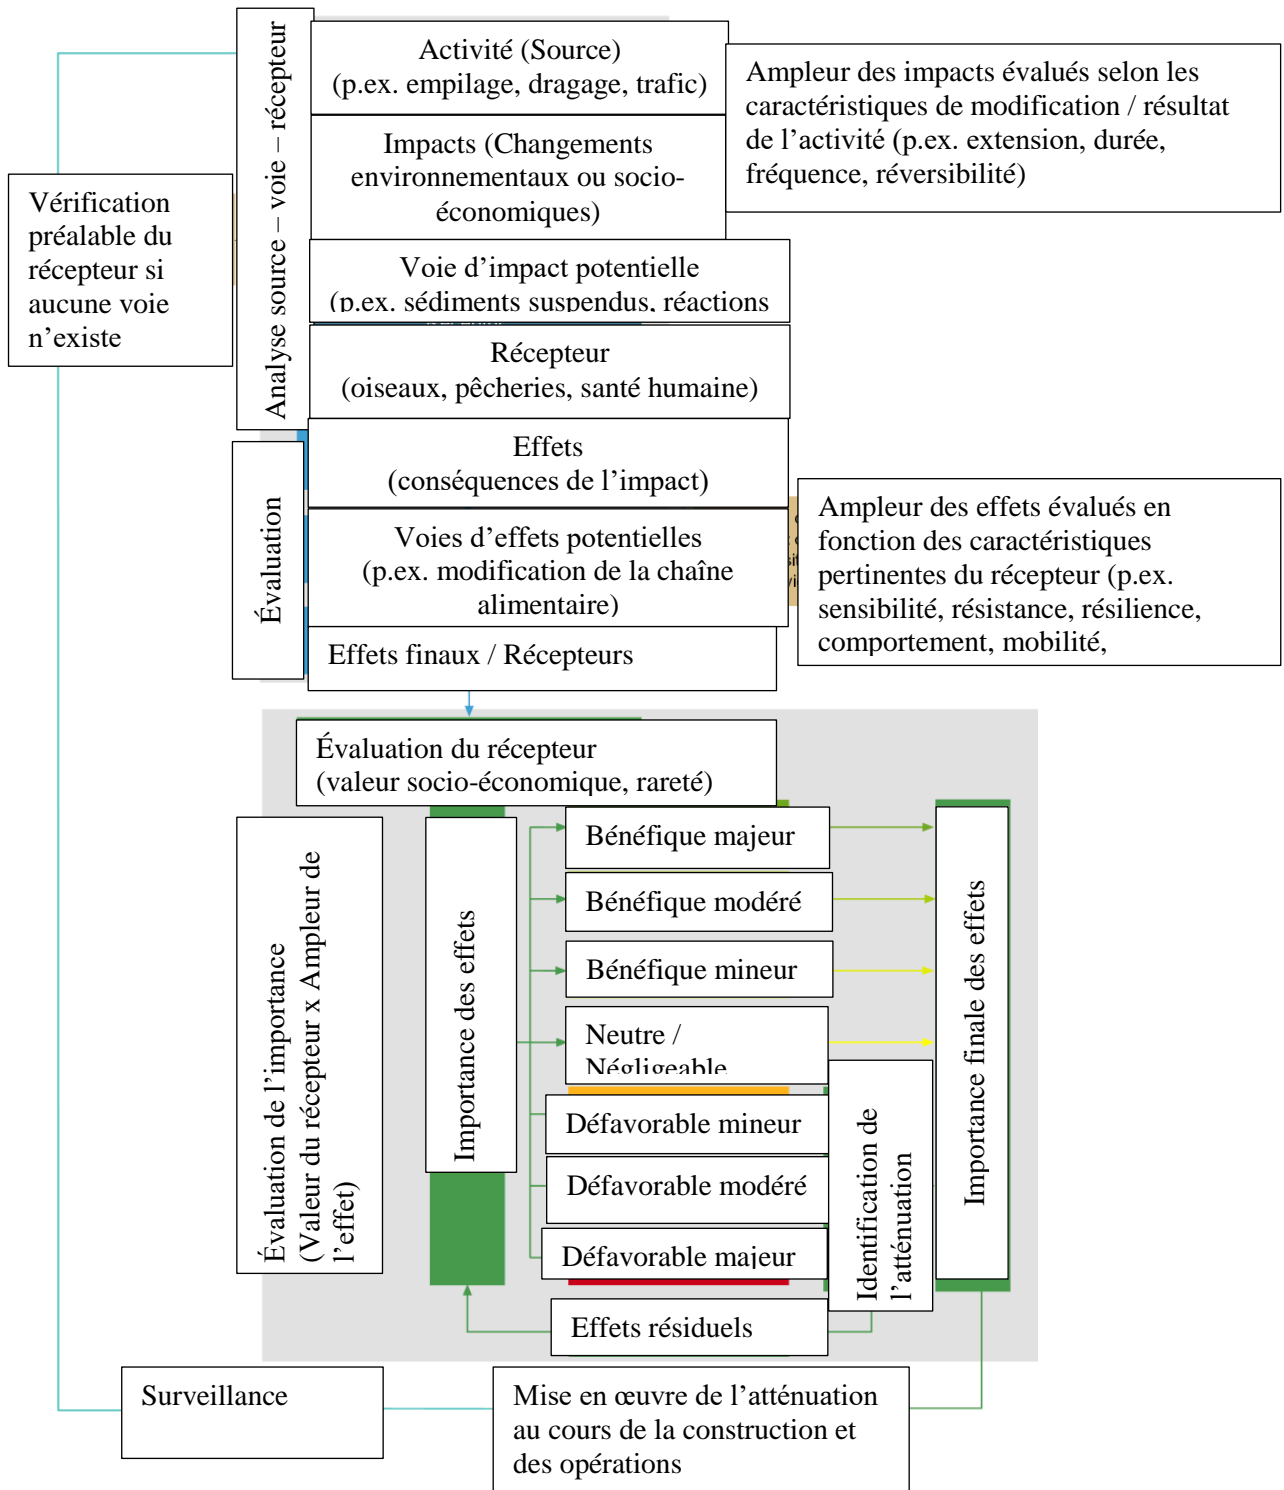 Analyse source – voie – récepteur
Activité (Source)
(p.ex. empilage, dragage, trafic)
Ampleur des impacts évalués selon les
caractéristiques de modification / résultat
de l’activité (p.ex. extension, durée,
fréquence, réversibilité)
Impacts (Changements
environnementaux ou socio-
économiques)
Vérification
préalable du
récepteur si
aucune voie
n’existe
Voie d’impact potentielle
(p.ex. sédiments suspendus, réactions
Récepteur
(oiseaux, pêcheries, santé humaine)
Évaluation
Effets
(conséquences de l’impact)
Voies d’effets potentielles
(p.ex. modification de la chaîne
alimentaire)
Ampleur des effets évalués en
fonction des caractéristiques
pertinentes du récepteur (p.ex.
sensibilité, résistance, résilience,
comportement, mobilité,
Effets finaux / Récepteurs
Évaluation du récepteur
(valeur socio-économique, rareté)
Évaluation de l’importance
(Valeur du récepteur x Ampleur de
l’effet)
Importance des effets
Bénéfique majeur
Bénéfique modéré
Bénéfique mineur
Neutre /
Négligeable
Défavorable mineur
Défavorable modéré
Défavorable majeur
Identification de
l’atténuation
Importance finale des effets
Effets résiduels
Surveillance
Mise en œuvre de l’atténuation
au cours de la construction et
des opérations